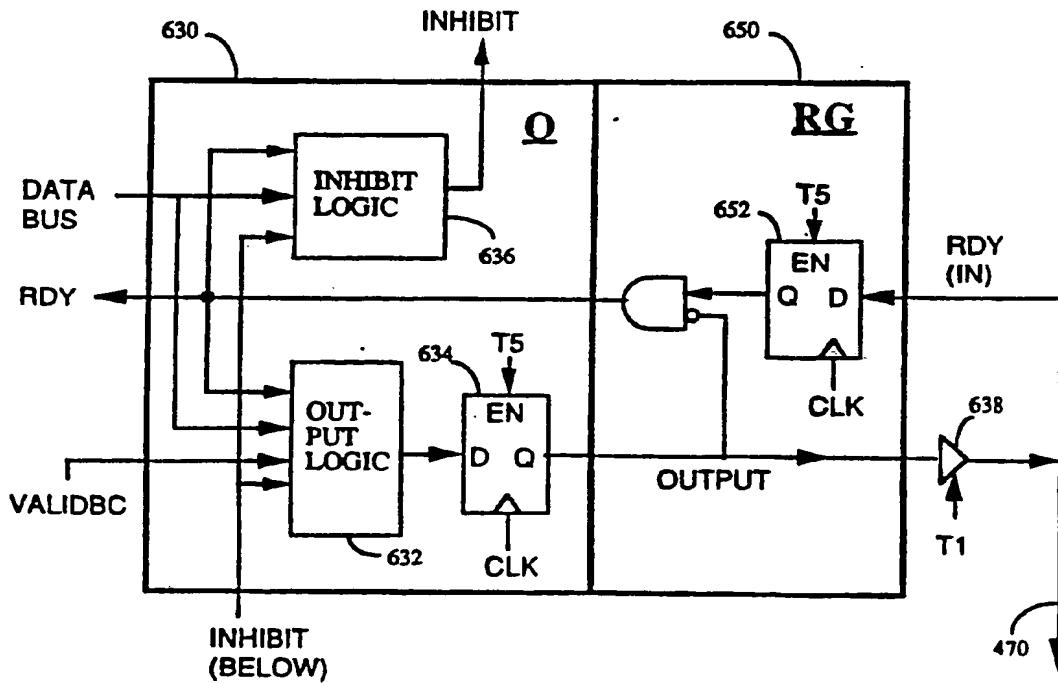 INHIBIT
630
650
O
RG
INHIBIT
LOGIC
636
DATA
BUS
T5
652
EN
Q D
RDY
(IN)
RDY
CLK
634
T5
EN
D Q
OUT-
PUT
LOGIC
638
VALIDBC
OUTPUT
632
CLK
T1
INHIBIT
(BELOW)
470